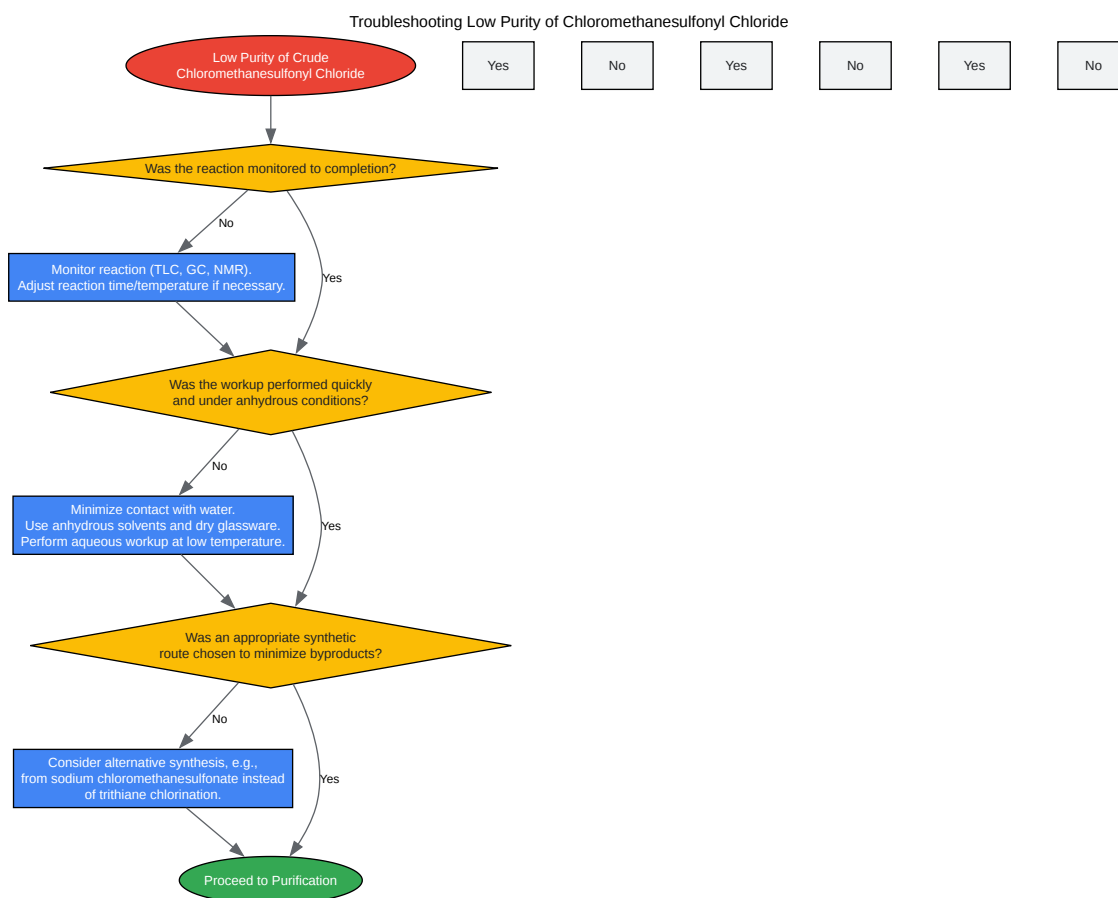 Troubleshooting Low Purity of Chloromethanesulfonyl Chloride
Low Purity of Crude
Chloromethanesulfonyl Chloride
Yes
No
Yes
No
Yes
No
Was the reaction monitored to completion?
No
Monitor reaction (TLC, GC, NMR).
Adjust reaction time/temperature if necessary.
Yes
Was the workup performed quickly
and under anhydrous conditions?
No
Minimize contact with water.
Use anhydrous solvents and dry glassware.
Perform aqueous workup at low temperature.
Yes
Was an appropriate synthetic
route chosen to minimize byproducts?
No
Consider alternative synthesis, e.g.,
from sodium chloromethanesulfonate instead
of trithiane chlorination.
Yes
Proceed to Purification